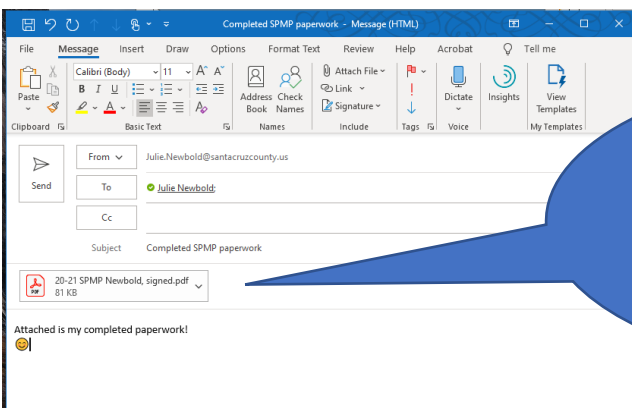 Completed SPMP paperwork - Message (HTML)
File Message Insert Draw Options Format Text Review Help Acrobat Tell me
Paste
Calibri (Body) 11 A^ Aˇ
B I U
A A
Address Book
Check Names
Attach File
Link
Signature
Dictate
Insights
View Templates
Clipboard Basic Text Names Include Tags Voice My Templates
Send
From Julie.Newbold@santacruzcounty.us
To Julie Newbold;
Cc
Subject Completed SPMP paperwork
PDF
20-21 SPMP Newbold, signed.pdf
81 KB
Attached is my completed paperwork!